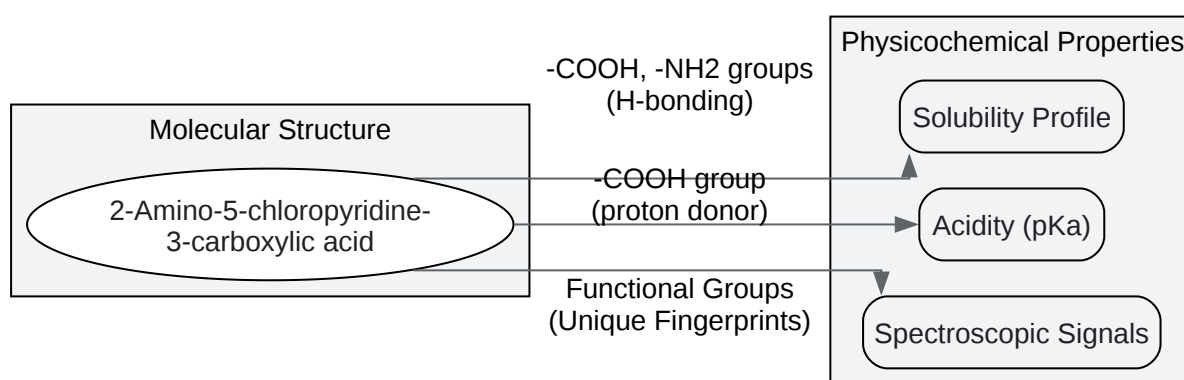 Physicochemical Properties
-COOH, -NH2 groups
(H-bonding)
Solubility Profile
Molecular Structure
-COOH group
(proton donor)
2-Amino-5-chloropyridine-
3-carboxylic acid
Acidity (pKa)
Functional Groups
(Unique Fingerprints)
Spectroscopic Signals